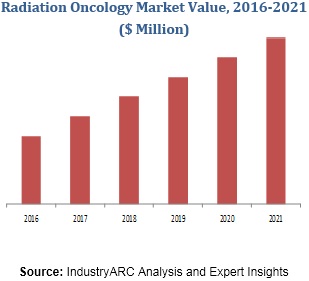 Radiation Oncology Market Value, 2016-2021
($ Million)
2016 2017 2018 2019 2020 2021
Source: IndustryARC Analysis and Expert Insights